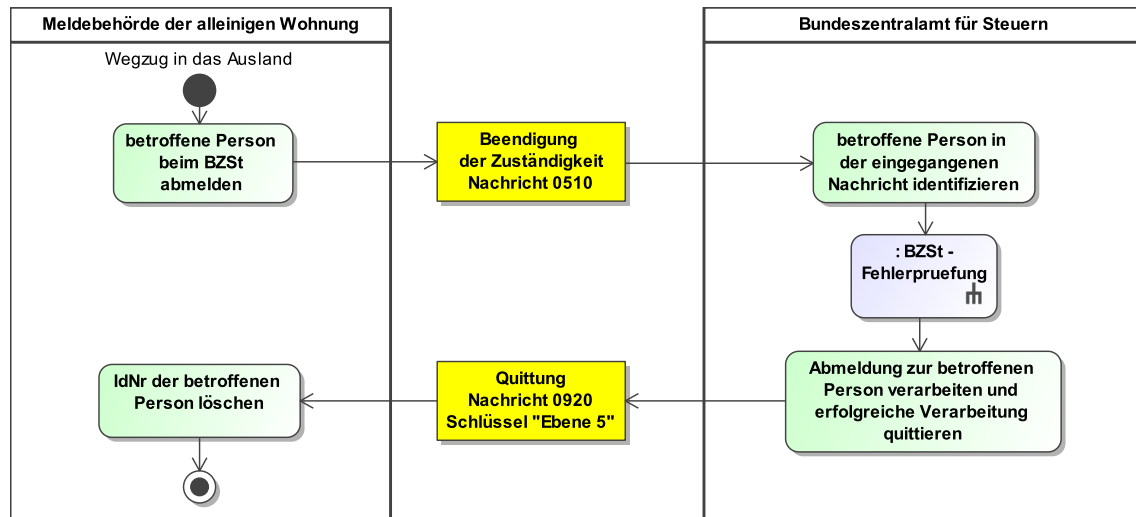 Meldebehörde der alleinigen Wohnung
Bundeszentralamt für Steuern
Wegzug in das Ausland
betroffene Person
beim BZSt
abmelden
Beendigung
der Zuständigkeit
Nachricht 0510
betroffene Person in
der eingegangenen
Nachricht identifizieren
: BZSt -
Fehlerpruefung
Abmeldung zur betroffenen
Person verarbeiten und
erfolgreiche Verarbeitung
quittieren
Quittung
Nachricht 0920
Schlüssel "Ebene 5"
IdNr der betroffenen
Person löschen